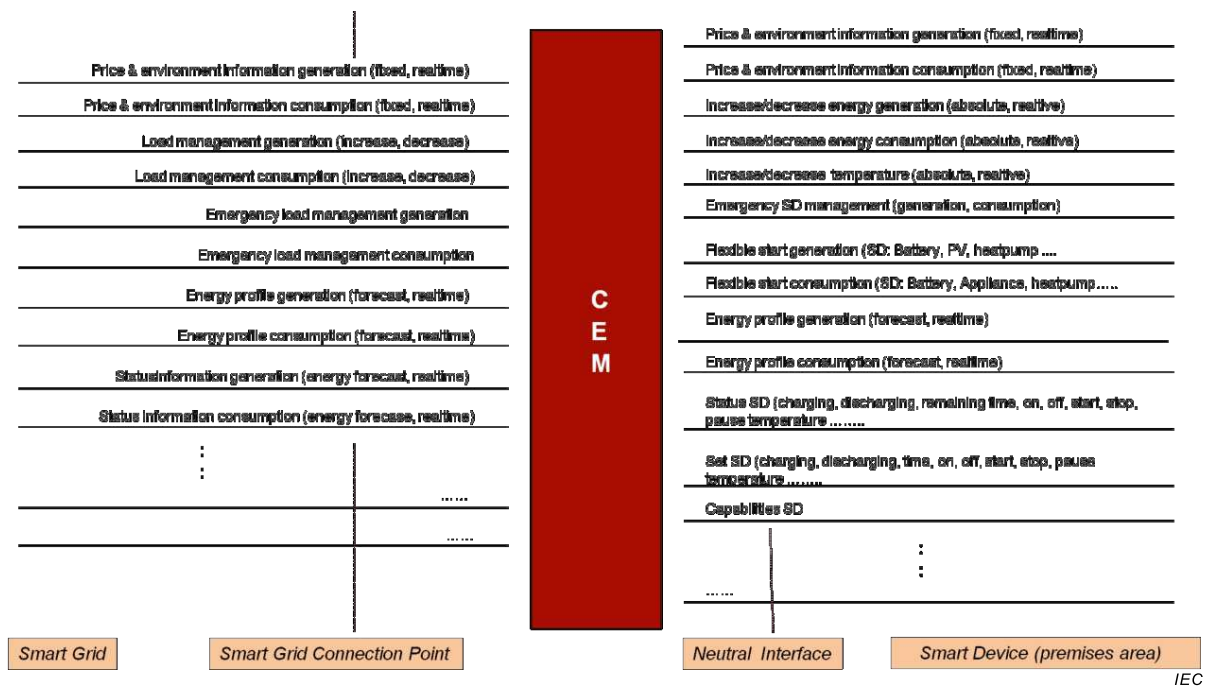 Price & environment information generation (fixed, realtime)
Price & environment information consumption (fixed, realtime)
Load management generation (increase, decrease)
Load management consumption (increase, decrease)
Emergency load management generation
Emergency load management consumption
Energy profile generation (forecast, realtime)
Energy profile consumption (forecast, realtime)
StatusInformation generation (energy forecast, realtime)
Status information consumption (energy forecase, realtime)
:
:
......
......
C
E
M
Price & environment information generation (fixed, realtime)
Price & environment information consumption (fixed, realtime)
Increase/decrease energy generation (absolute, realtive)
Increase/decrease energy consumption (absolute, realtive)
Increase/decrease temperature (absolute, realtive)
Emergency SD management (generation, consumption)
Flexible start generation (SD: Battery, PV, heatpump ....
Flexible start consumption (SD: Battery, Appliance, heatpump.....
Energy profile generation (forecast, realtime)
Energy profile consumption (forecast, realtime)
Status SD (charging, discharging, remaining time, on, off, start, stop,
pause temperature ........
Set SD (charging, discharging, time, on, off, start, stop, pause
temperature ........
Capabilities SD
:
:
......
Smart Grid
Smart Grid Connection Point
Neutral Interface
Smart Device (premises area)
IEC